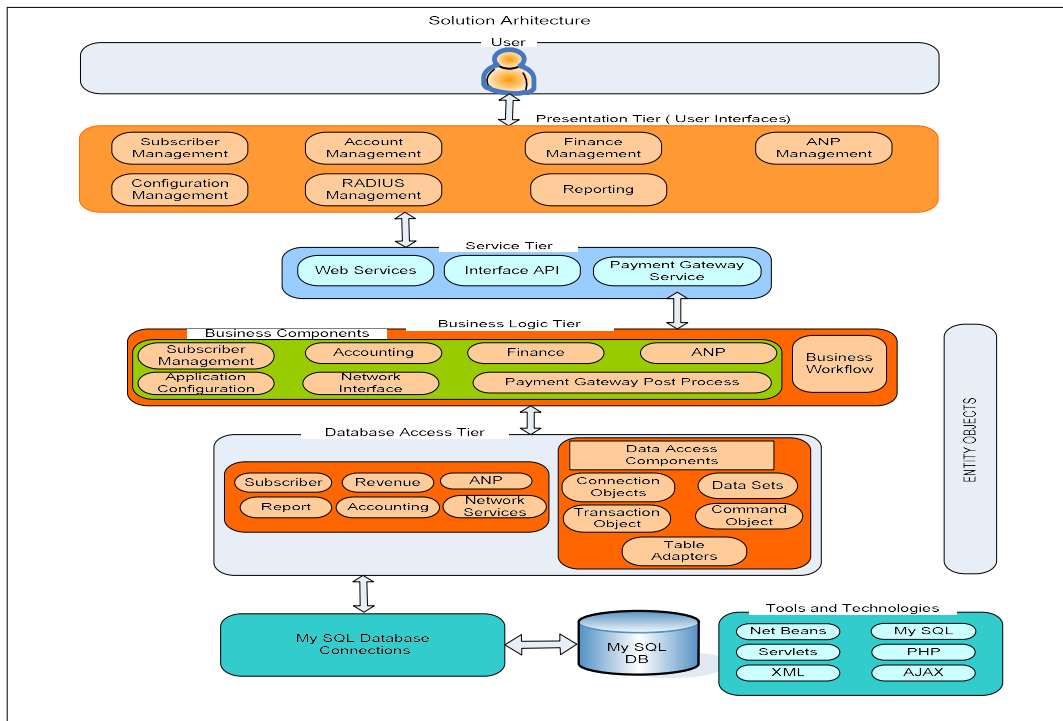 Solution Arhitecture
User
Presentation Tier ( User Interfaces)
Subscriber
Management
Account
Management
Finance
Management
ANP
Management
Configuration
Management
RADIUS
Management
Reporting
Service Tier
Web Services
Interface API
Payment Gateway
Service
Business Logic Tier
Business Components
Subscriber
Management
Accounting
Finance
ANP
Application
Configuration
Network
Interface
Payment Gateway Post Process
Business
Workflow
ENTITY OBJECTS
Database Access Tier
Subscriber
Revenue
ANP
Report
Accounting
Network
Services
Data Access
Components
Connection
Objects
Data Sets
Transaction
Object
Command
Object
Table
Adapters
My SQL Database
Connections
My SQL
DB
Tools and Technologies
Net Beans
My SQL
Servlets
PHP
XML
AJAX